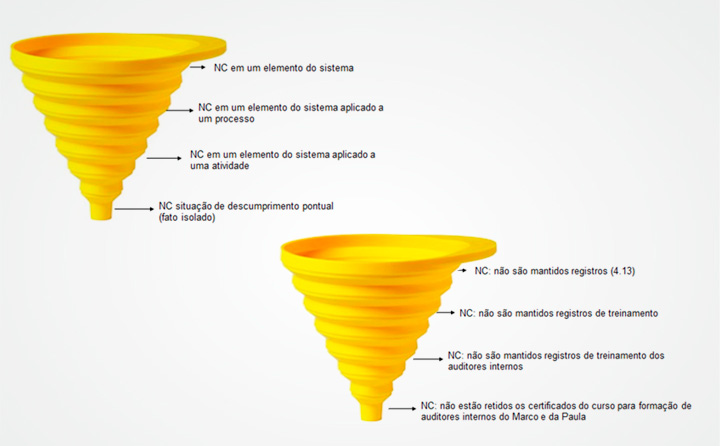 NC em um elemento do sistema
NC em um elemento do sistema aplicado a
um processo
NC em um elemento do sistema aplicado a
uma atividade
NC situação de descumprimento pontual
(fato isolado)
NC: não são mantidos registros (4.13)
NC: não são mantidos registros de treinamento
NC: não são mantidos registros de treinamento dos
auditores internos
NC: não estão retidos os certificados do curso para formação de
auditores internos do Marco e da Paula